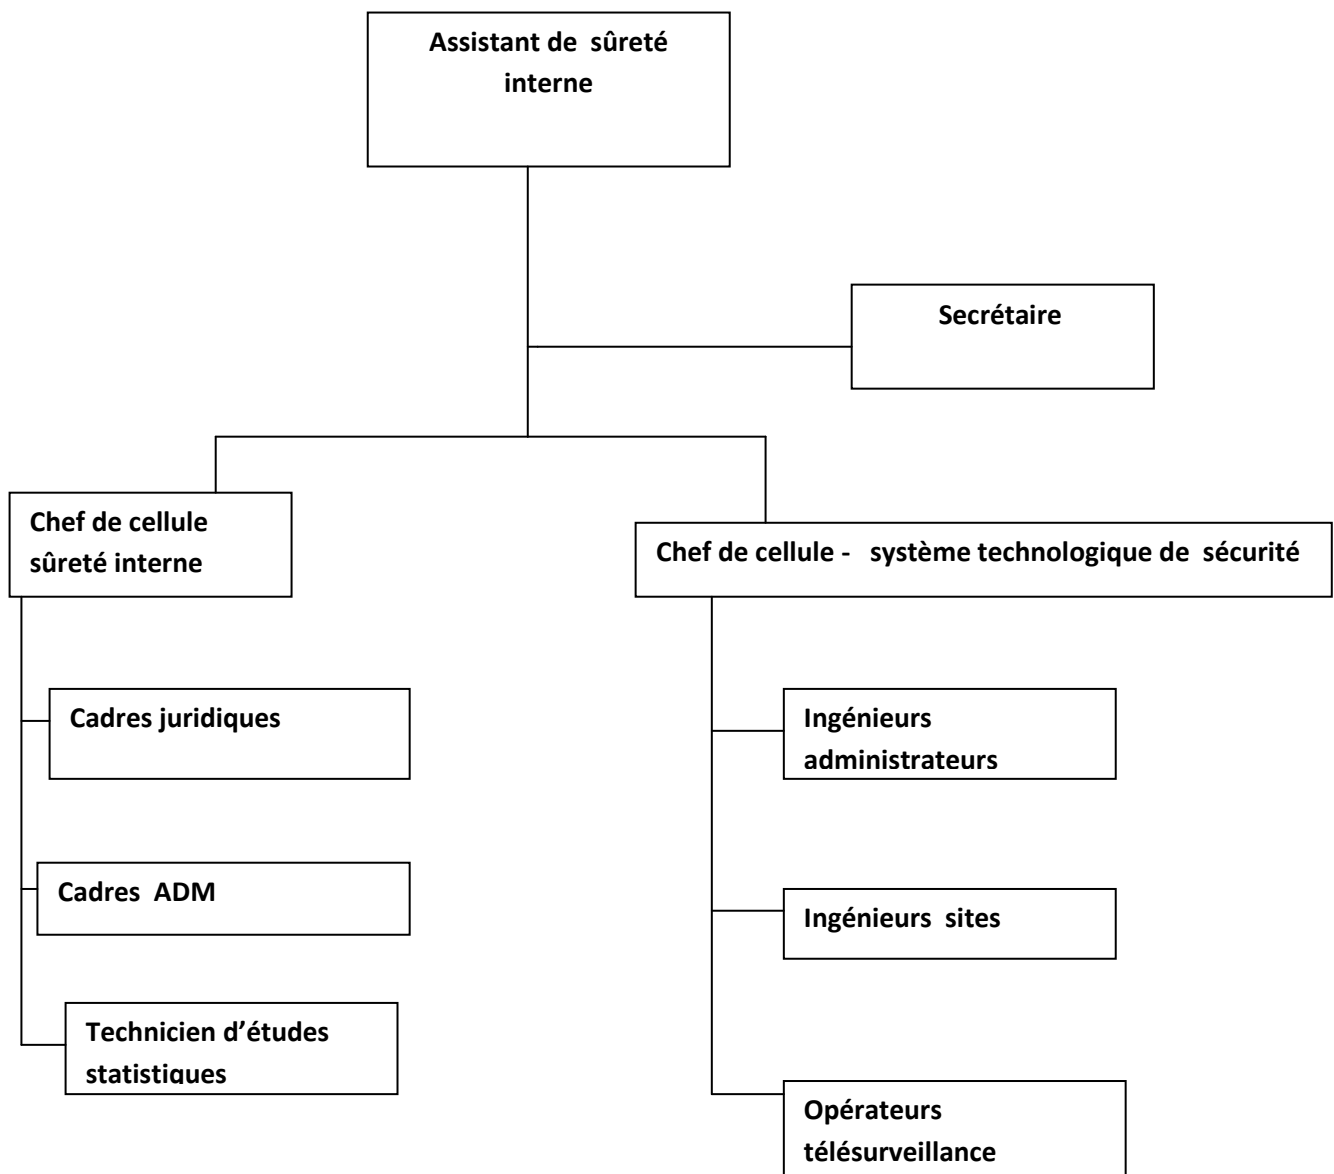 Assistant de sûreté
interne
Secrétaire
Chef de cellule
sûreté interne
Chef de cellule - système technologique de sécurité
Cadres juridiques
Ingénieurs
administrateurs
Cadres ADM
Ingénieurs sites
Technicien d’études
statistiques
Opérateurs
télésurveillance